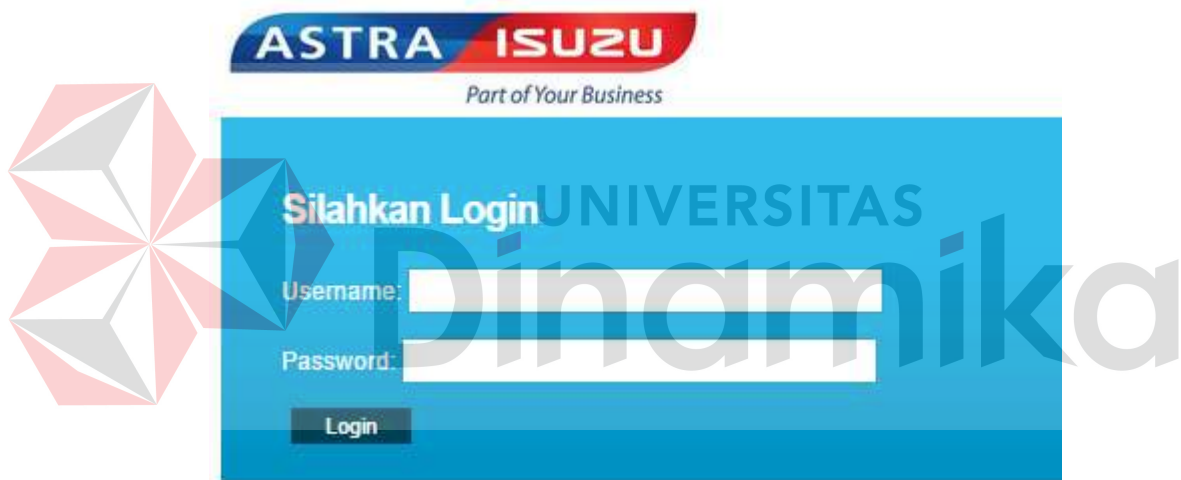 ASTRA ISUZU
Part of Your Business
Silahkan Login
UNIVERSITAS
Dinamika
Username:
Password:
Login